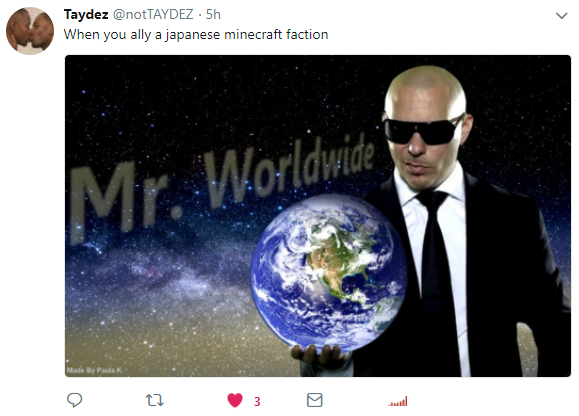 Taydez @notTAYDEZ · 5h
When you ally a japanese minecraft faction
Mr. Worldwide
Made By Paula K
3